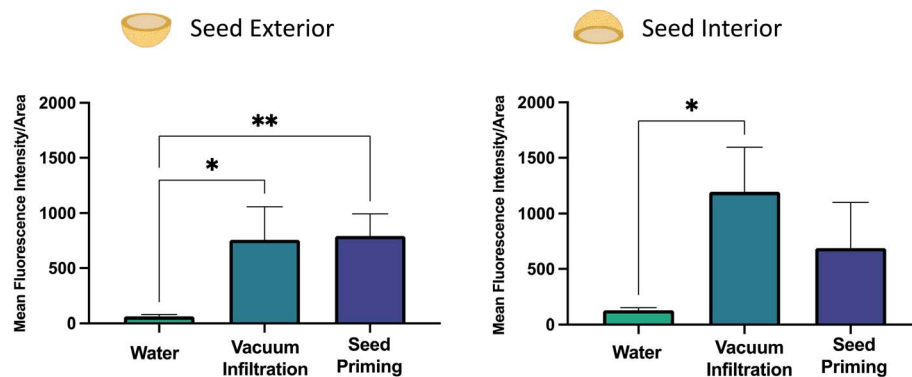 Seed Exterior
Mean Fluorescence Intensity/Area
2000
1500
1000
500
0
**
*
Water
Vacuum
Infiltration
Seed
Priming
Seed Interior
Mean Fluorescence Intensity/Area
2000
1500
1000
500
0
*
Water
Vacuum
Infiltration
Seed
Priming